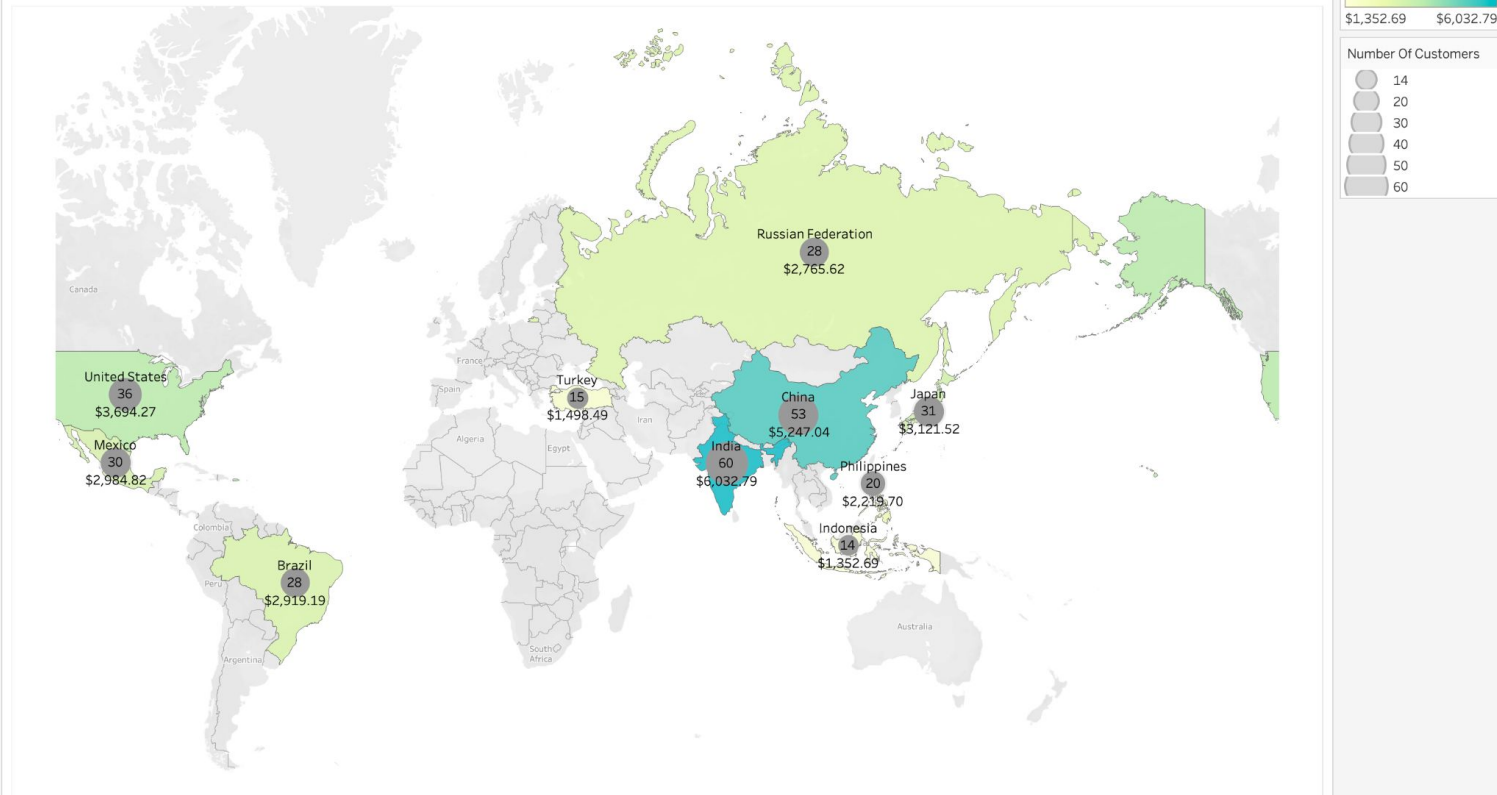 $1,352.69 $6,032.79
Number Of Customers
14
20
30
40
50
60
Russian Federation
28
$2,765.62
Canada
United States
36
$3,694.27
Mexico
30
$2,984.82
France
Spain
Turkey
15
$1,498.49
Iran
Algeria
Egypt
China
53
$5,247.04
Japan
31
$3,121.52
India
60
$6,032.79
Philippines
20
$2,219.70
Indonesia
14
$1,352.69
Colombia
Peru
Brazil
28
$2,919.19
Argentina
South
Africa
Australia